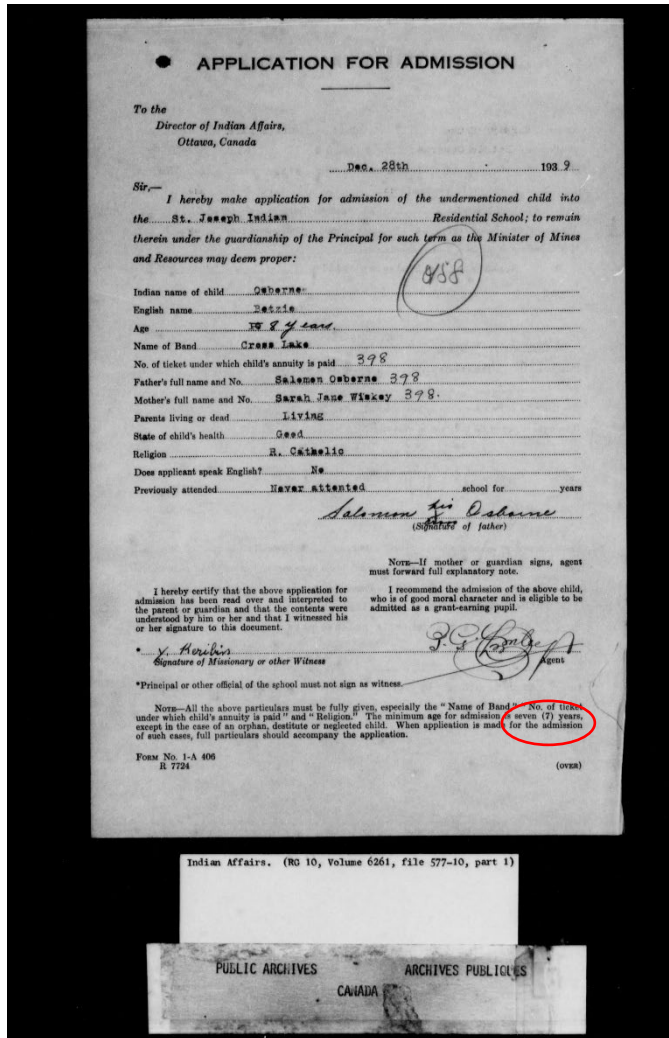 APPLICATION FOR ADMISSION
To the
Director of Indian Affairs,
Ottawa, Canada
Dec. 28th 1939
Sir,—
I hereby make application for admission of the undermentioned child into
the St. Joseph Indian Residential School; to remain
therein under the guardianship of the Principal for such term as the Minister of Mines
and Resources may deem proper:
458
Indian name of child Osborne
English name Betsie
Age 8 years.
Name of Band Cross Lake
No. of ticket under which child's annuity is paid 398
Father's full name and No. Salomon Osborne 398
Mother's full name and No. Sarah Jane Wiskey 398.
Parents living or dead Living
State of child's health Good
Religion R. Catholic
Does applicant speak English? No
Previously attended Never attented school for years
Salomon his Osborne
(Signature of father)
NOTE—If mother or guardian signs, agent
must forward full explanatory note.
I hereby certify that the above application for
admission has been read over and interpreted to
the parent or guardian and that the contents were
understood by him or her and that I witnessed his
or her signature to this document.
I recommend the admission of the above child,
who is of good moral character and is eligible to be
admitted as a grant-earning pupil.
* Y. Keribin
Signature of Missionary or other Witness
P. G.
Agent
*Principal or other official of the school must not sign as witness.
NOTE—All the above particulars must be fully given, especially the "Name of Band," "No. of ticket
under which child's annuity is paid" and "Religion." The minimum age for admission is seven (7) years,
except in the case of an orphan, destitute or neglected child. When application is made for the admission
of such cases, full particulars should accompany the application.
FORM NO. 1-A 406
R 7724
(OVER)
Indian Affairs. (RG 10, Volume 6261, file 577-10, part 1)
PUBLIC ARCHIVES ARCHIVES PUBLIQUES
CANADA